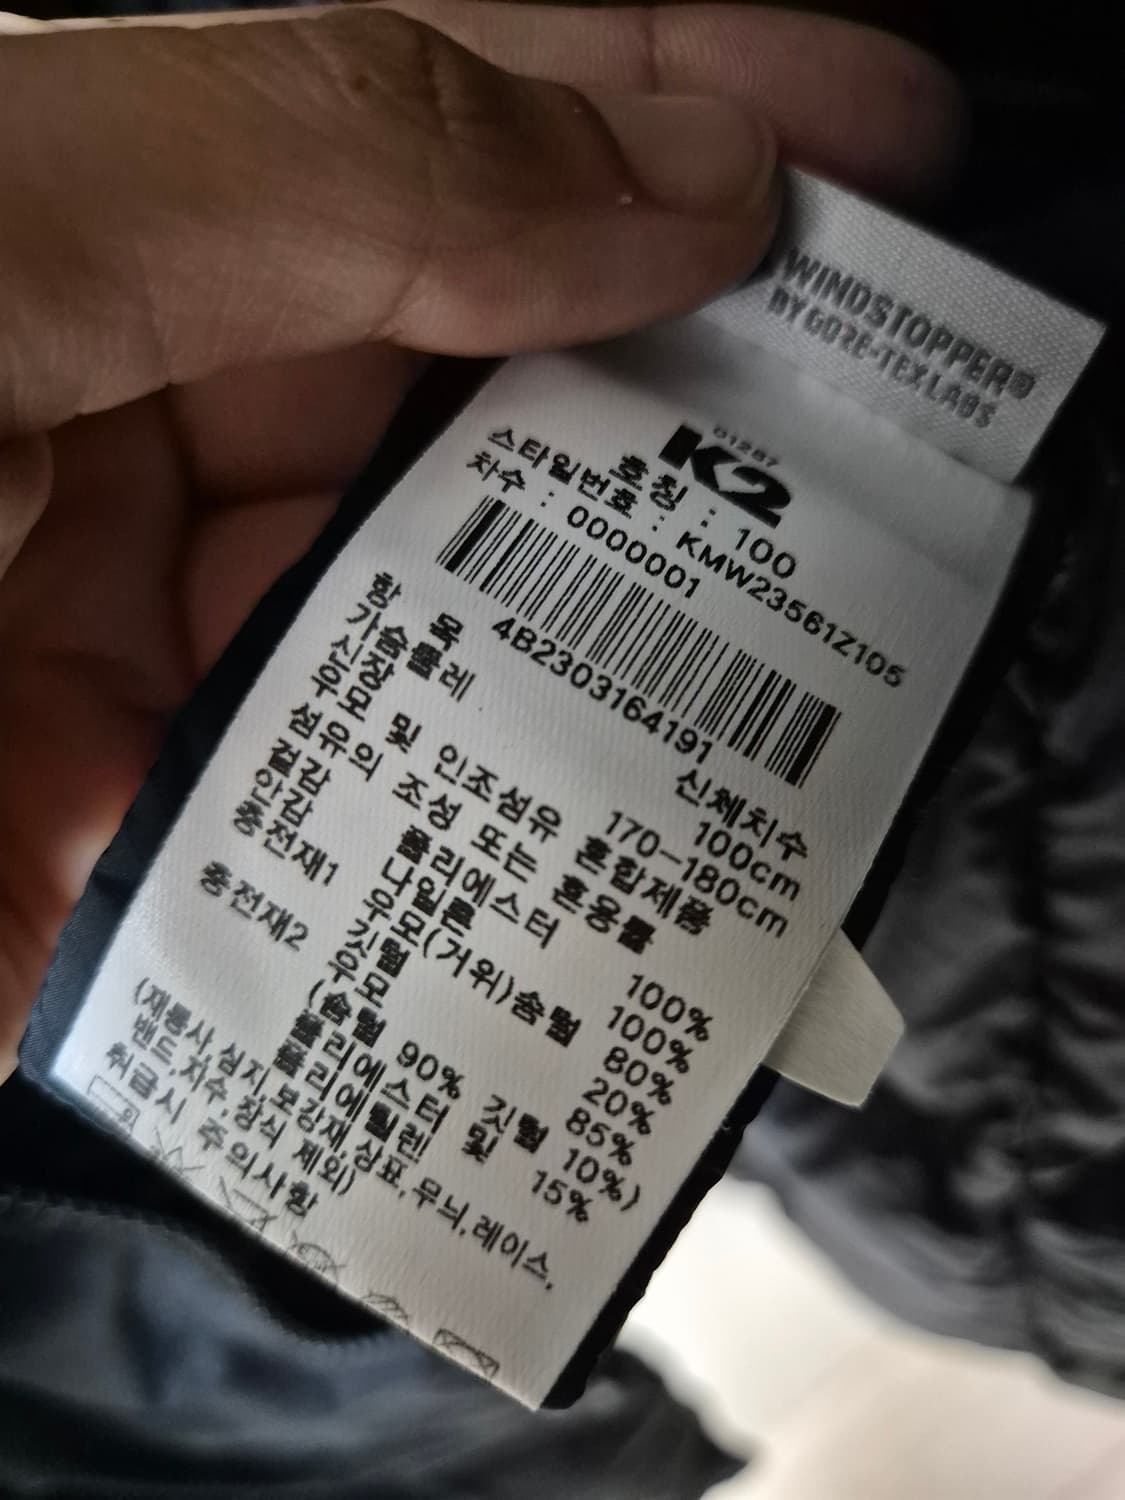 WINDSTOPPER®
BY GORE-TEX LABS
01287
K2
호칭 : 100
스타일번호 : KMW23561Z105
차수 : 0000001
4B2303164191
항 목 신체치수
가슴둘레 100cm
신장 170-180cm
우모 및 인조섬유 혼합제품
섬유의 조성 또는 혼용률
겉감 폴리에스터 100%
안감 나일론 100%
충전재1 우모(거위)솜털 80%
깃털 20%
충전재2 우모 85%
(솜털 90% 깃털 10%)
폴리에스터 및
폴리에틸렌 15%
(재봉사,심지,보강재,상표,무늬,레이스,
밴드,자수,장식 제외)
취급시 주의사항